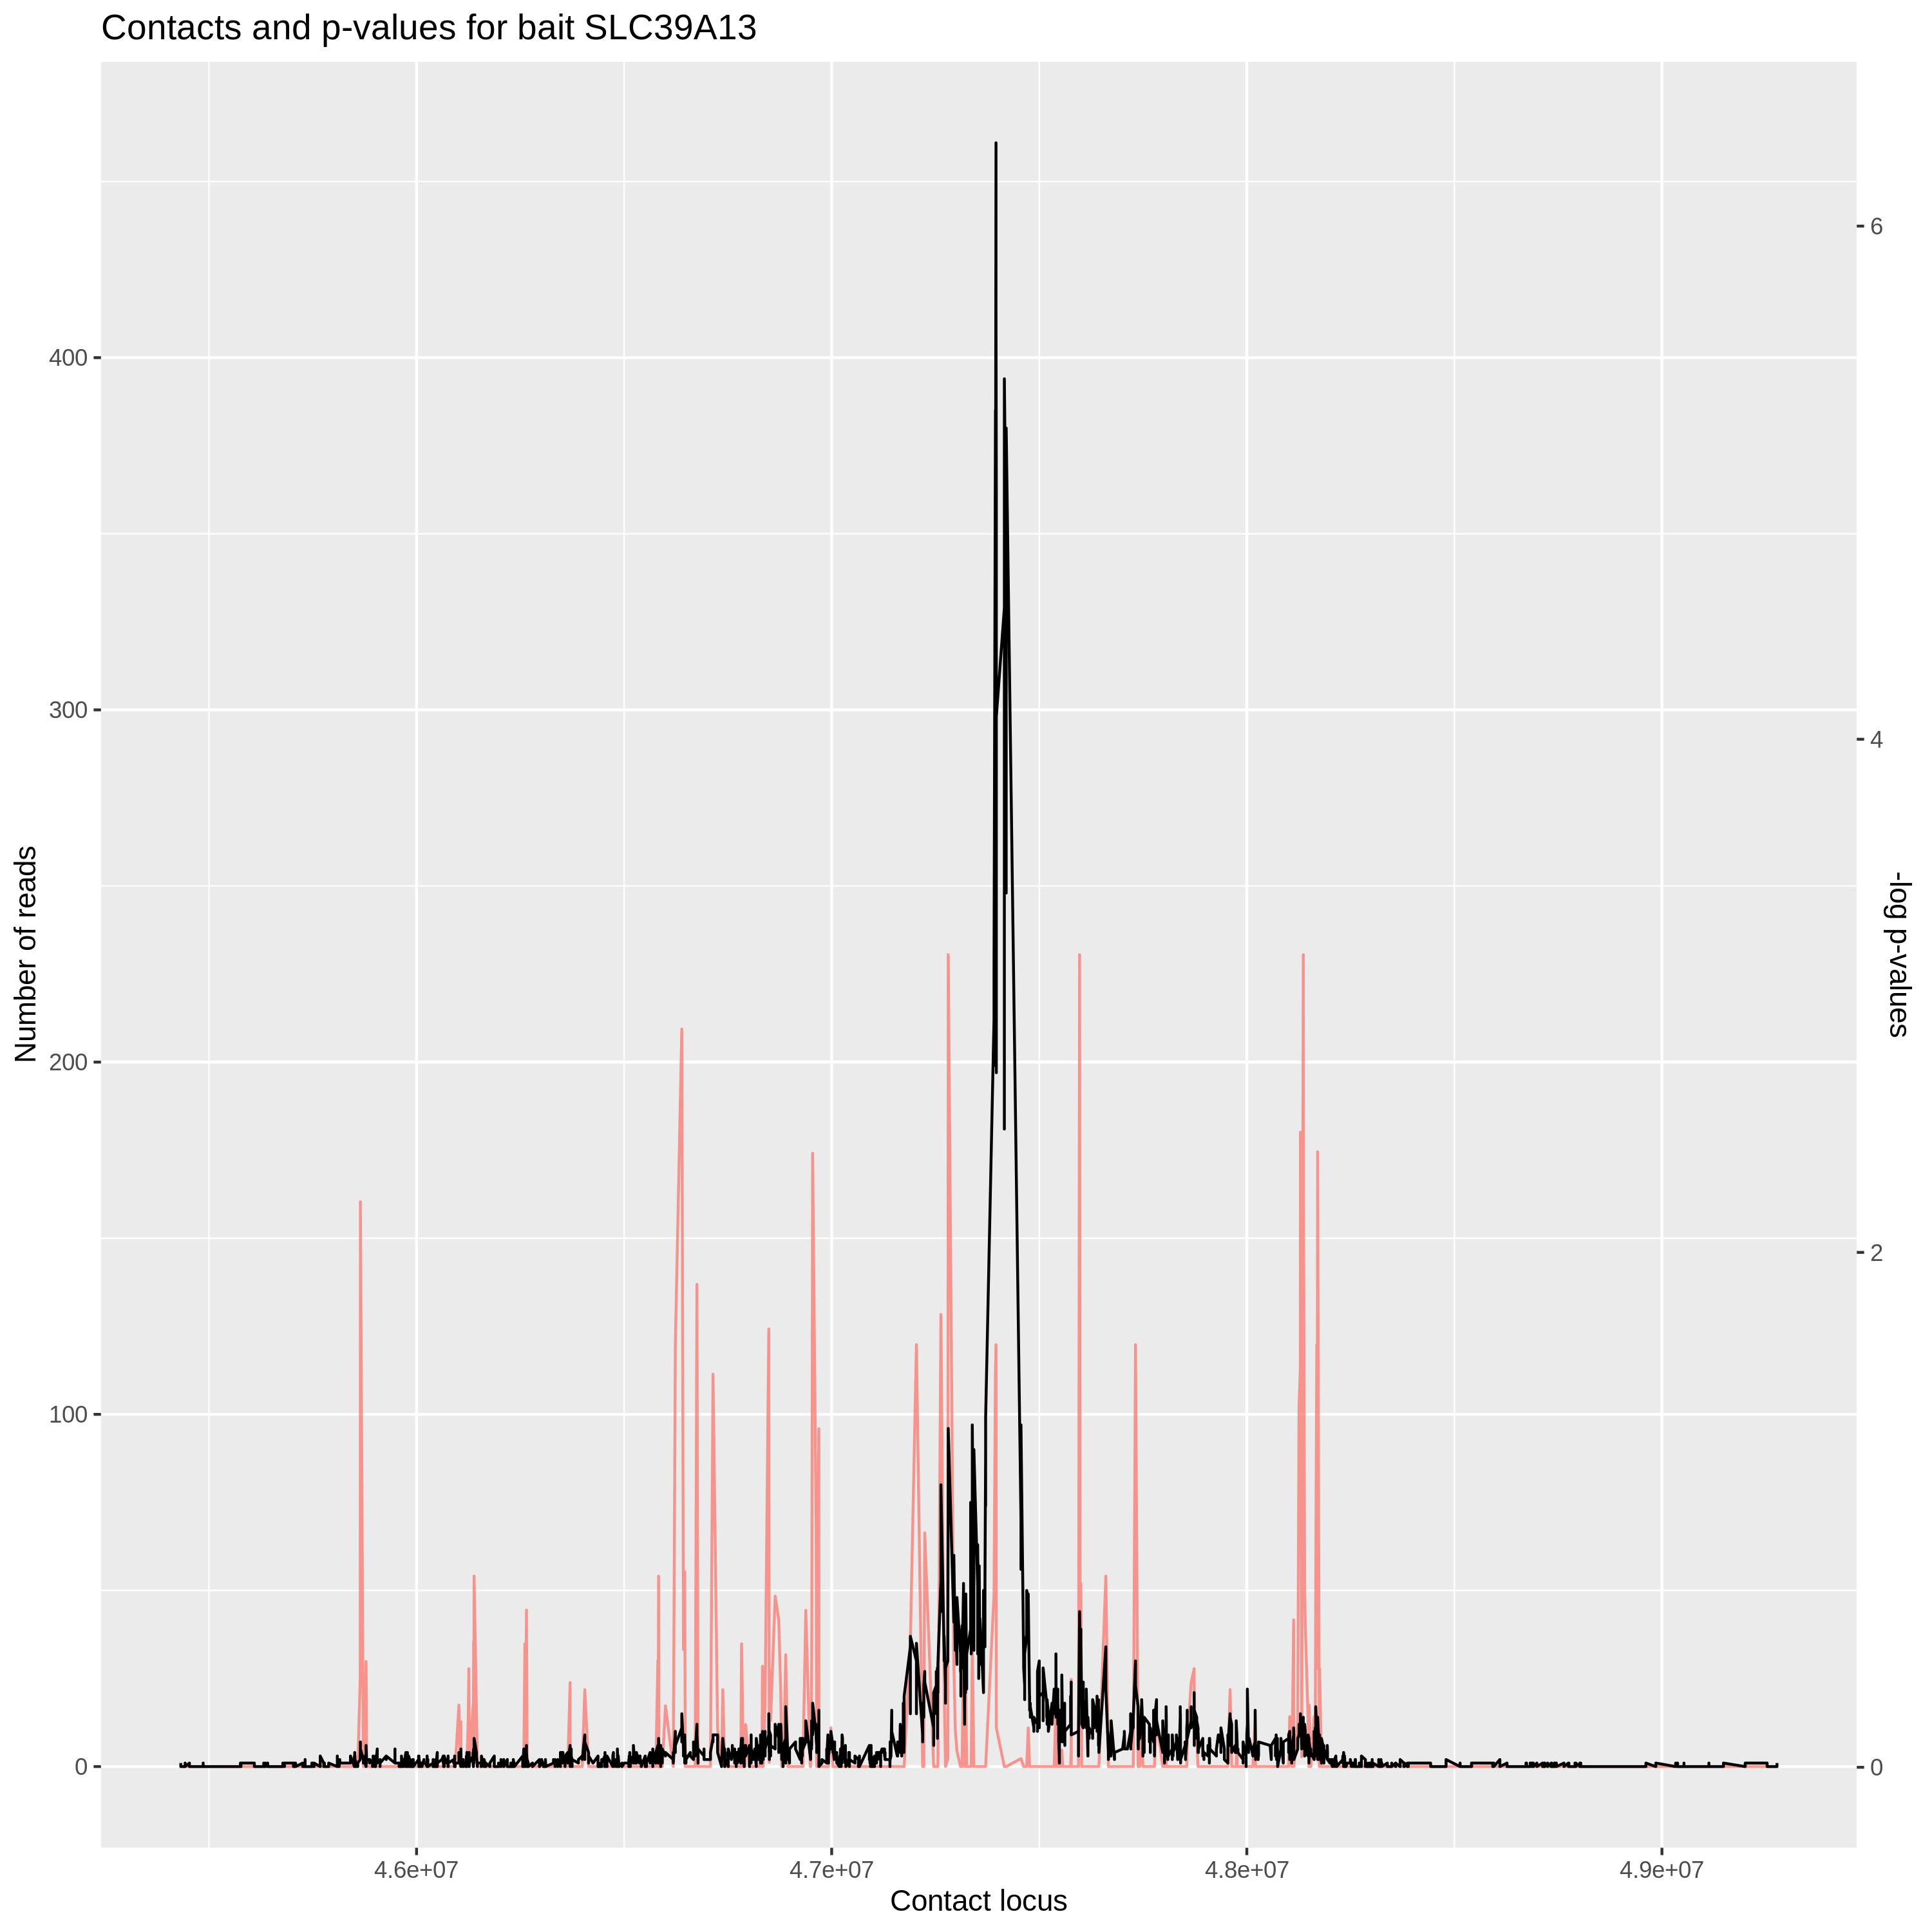 Contacts and p-values for bait SLC39A13
Number of reads
400
300
200
100
0
6
4
2
0
-log p-values
4.6e+07 4.7e+07 4.8e+07 4.9e+07
Contact locus